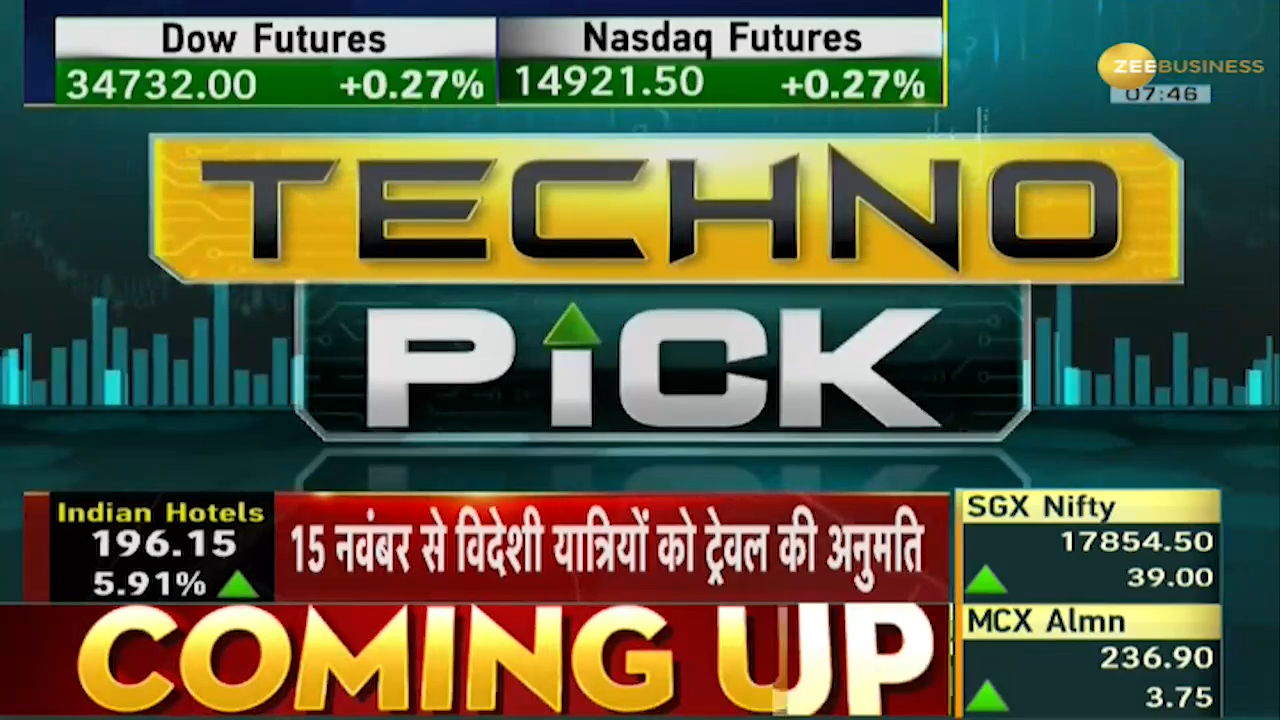 Dow Futures
34732.00 +0.27%
Nasdaq Futures
14921.50 +0.27%
ZEEBUSINESS
07:46
TECHNO
PICK
Indian Hotels
196.15
5.91%
15 नवंबर से विदेशी यात्रियों को ट्रेवल की अनुमति
SGX Nifty
17854.50
39.00
MCX Almn
236.90
3.75
COMING UP